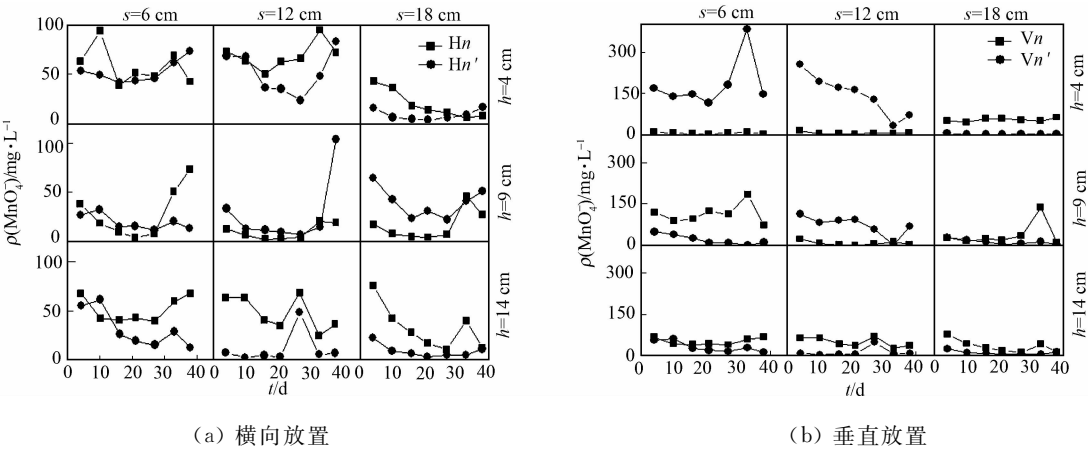 s=6 cm s=12 cm s=18 cm
100
50
0
Hn
Hn′
h=4 cm
100
50
0
h=9 cm
100
50
0
h=14 cm
ρ(MnO₄⁻)/mg·L⁻¹
0 10 20 30 40 0 10 20 30 40 0 10 20 30 40
t/d
(a) 横向放置
s=6 cm s=12 cm s=18 cm
300
150
0
Vn
Vn′
h=4 cm
300
150
0
h=9 cm
300
150
0
h=14 cm
ρ(MnO₄⁻)/mg·L⁻¹
0 10 20 30 40 0 10 20 30 40 0 10 20 30 40
t/d
(b) 垂直放置